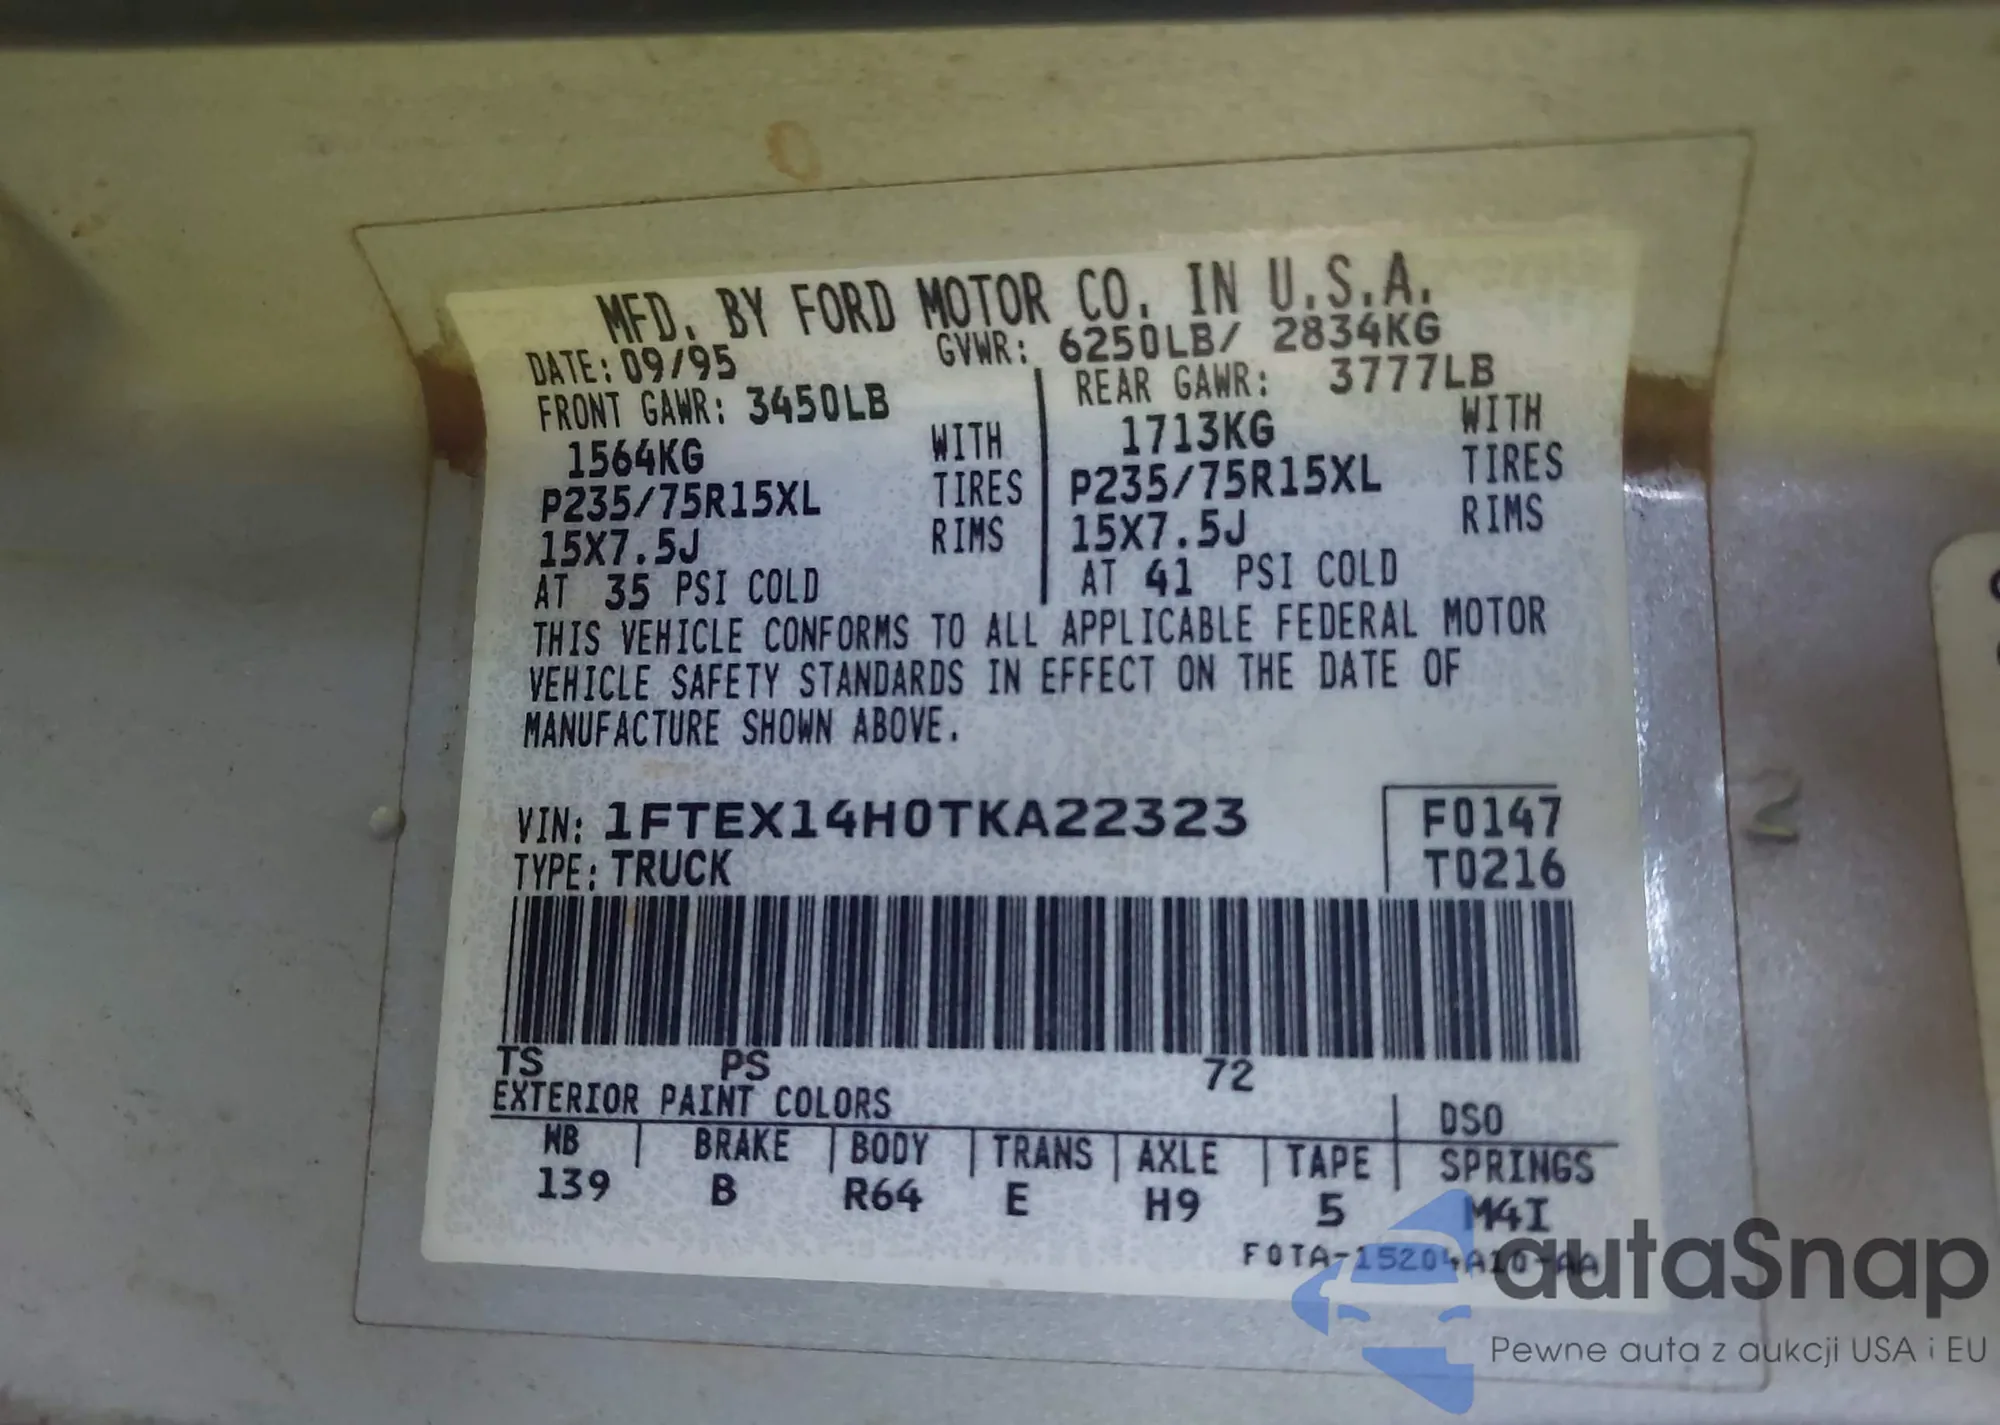 MFD. BY FORD MOTOR CO. IN U.S.A.
DATE: 09/95 GVWR: 6250LB/ 2834KG
FRONT GAWR: 3450LB REAR GAWR: 3777LB
1564KG WITH 1713KG WITH
P235/75R15XL TIRES P235/75R15XL TIRES
15X7.5J RIMS 15X7.5J RIMS
AT 35 PSI COLD AT 41 PSI COLD
THIS VEHICLE CONFORMS TO ALL APPLICABLE FEDERAL MOTOR
VEHICLE SAFETY STANDARDS IN EFFECT ON THE DATE OF
MANUFACTURE SHOWN ABOVE.
VIN: 1FTEX14H0TKA22323 F0147
TYPE: TRUCK T0216
TS PS 72
EXTERIOR PAINT COLORS DSO
WB BRAKE BODY TRANS AXLE TAPE SPRINGS
139 B R64 E H9 5 M4I
F0TA-15204A10-AA
autaSnap
Pewne auta z aukcji USA i EU
2